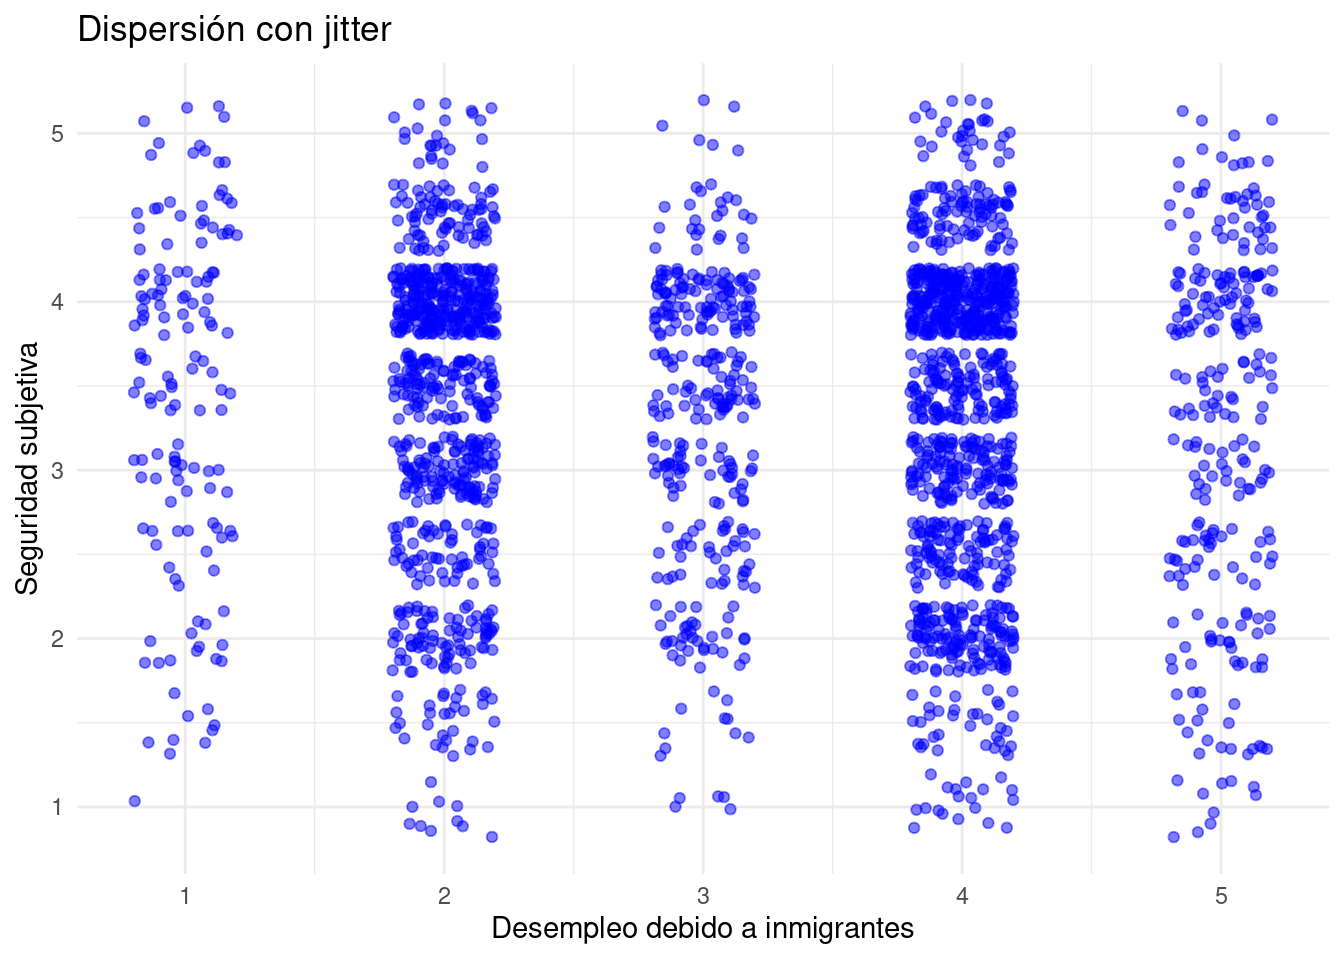 Dispersión con jitter
Seguridad subjetiva
5
4
3
2
1
1 2 3 4 5
Desempleo debido a inmigrantes